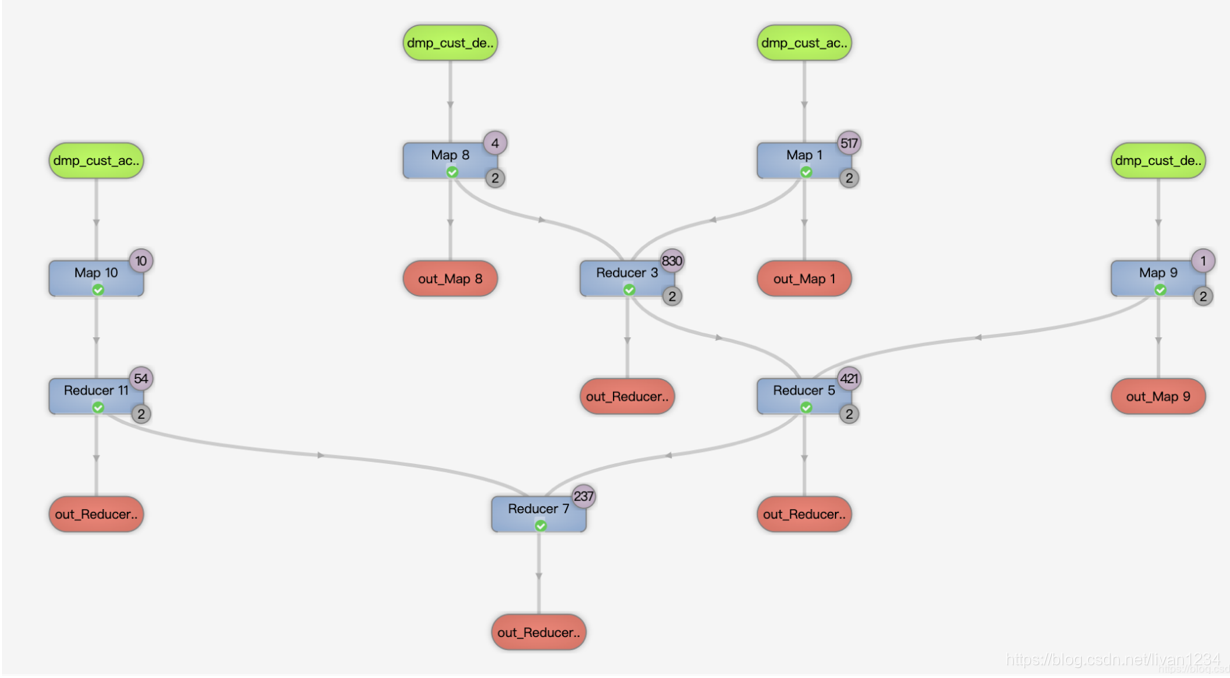 dmp_cust_de..
dmp_cust_ac..
Map 8
4
2
Map 1
517
2
dmp_cust_ac..
dmp_cust_de..
Map 10
10
out_Map 8
Reducer 3
830
2
out_Map 1
Map 9
1
2
Reducer 11
54
2
out_Reducer..
Reducer 5
421
2
out_Map 9
out_Reducer..
Reducer 7
237
out_Reducer..
out_Reducer..
https://blog.csdn.net/livan1234